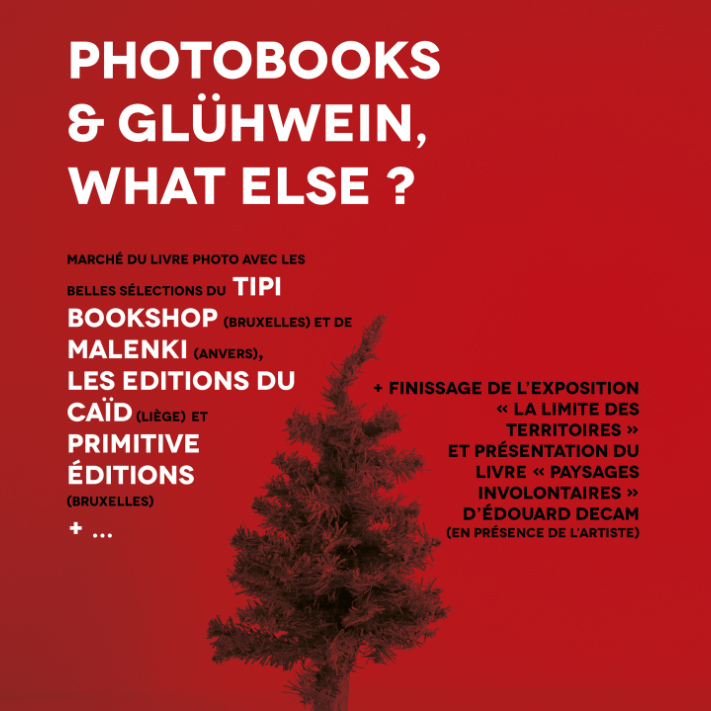 PHOTOBOOKS
& GLÜHWEIN,
WHAT ELSE ?
MARCHÉ DU LIVRE PHOTO AVEC LES
BELLES SÉLECTIONS DU TIPI
BOOKSHOP (BRUXELLES) ET DE
MALENKI (ANVERS),
LES EDITIONS DU
CAÏD (LIÈGE) ET
PRIMITIVE
ÉDITIONS
(BRUXELLES)
+ ...
+ FINISSAGE DE L'EXPOSITION
« LA LIMITE DES
TERRITOIRES »
ET PRÉSENTATION DU
LIVRE « PAYSAGES
INVOLONTAIRES »
D'ÉDOUARD DECAM
(EN PRÉSENCE DE L'ARTISTE)